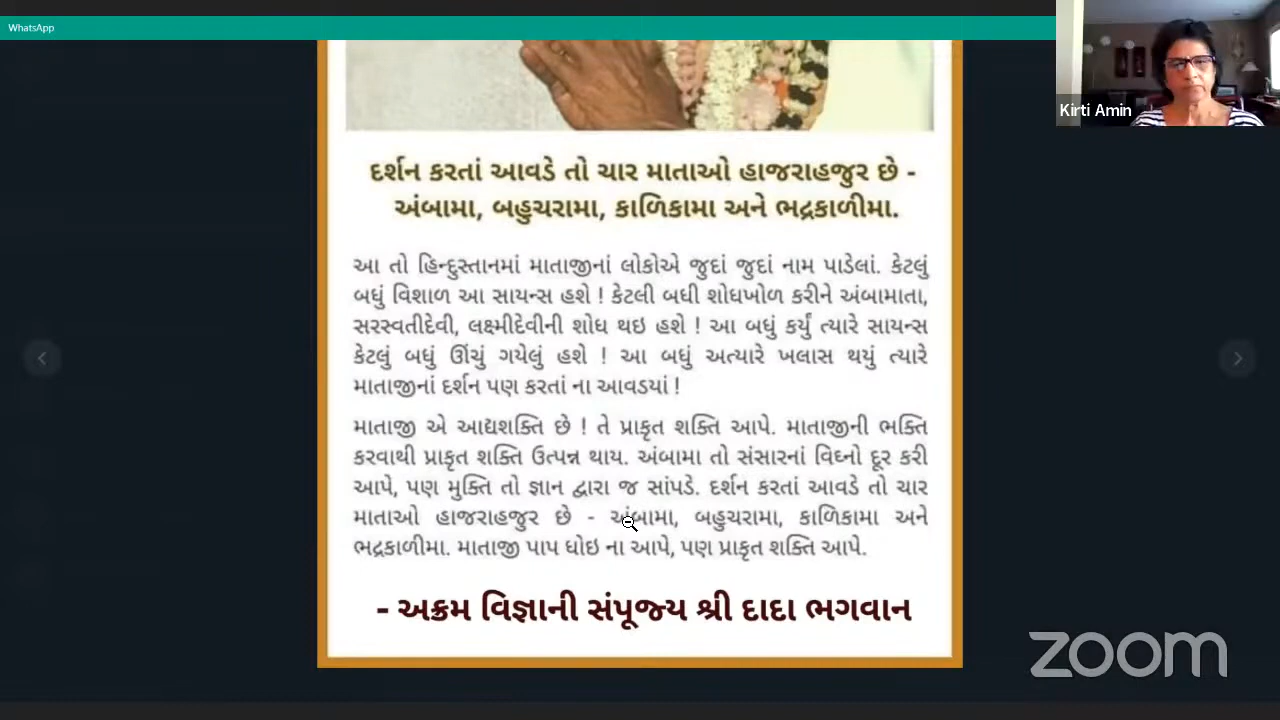 WhatsApp
Kirti Amin
દર્શન કરતાં આવડે તો ચાર માતાઓ હાજરાહજુર છે -
અંબામા, બહુચરામા, કાળિકામા અને ભદ્રકાળીમા.
આ તો હિન્દુસ્તાનમાં માતાજીનાં લોકોએ જુદાં જુદાં નામ પાડેલાં. કેટલું
બધું વિશાળ આ સાયન્સ હશે ! કેટલી બધી શોધખોળ કરીને અંબામાતા,
સરસ્વતીદેવી, લક્ષ્મીદેવીની શોધ થઇ હશે ! આ બધું કર્યું ત્યારે સાયન્સ
કેટલું બધું ઊંચું ગયેલું હશે ! આ બધું અત્યારે ખલાસ થયું ત્યારે
માતાજીનાં દર્શન પણ કરતાં ના આવડયાં !
માતાજી એ આદ્યશક્તિ છે ! તે પ્રાકૃત શક્તિ આપે. માતાજીની ભક્તિ
કરવાથી પ્રાકૃત શક્તિ ઉત્પન્ન થાય. અંબામા તો સંસારનાં વિઘ્નો દૂર કરી
આપે, પણ મુક્તિ તો જ્ઞાન દ્વારા જ સાંપડે. દર્શન કરતાં આવડે તો ચાર
માતાઓ હાજરાહજુર છે - અંબામા, બહુચરામા, કાળિકામા અને
ભદ્રકાળીમા. માતાજી પાપ ધોઇ ના આપે, પણ પ્રાકૃત શક્તિ આપે.
- અક્રમ વિજ્ઞાની સંપૂજ્ય શ્રી દાદા ભગવાન
zoom